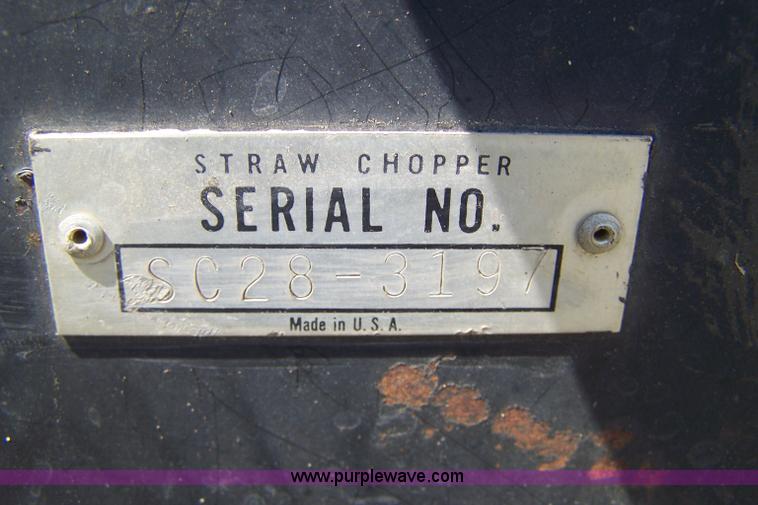 STRAW CHOPPER
SERIAL NO.
SC28-3197
Made in U.S.A.
www.purplewave.com